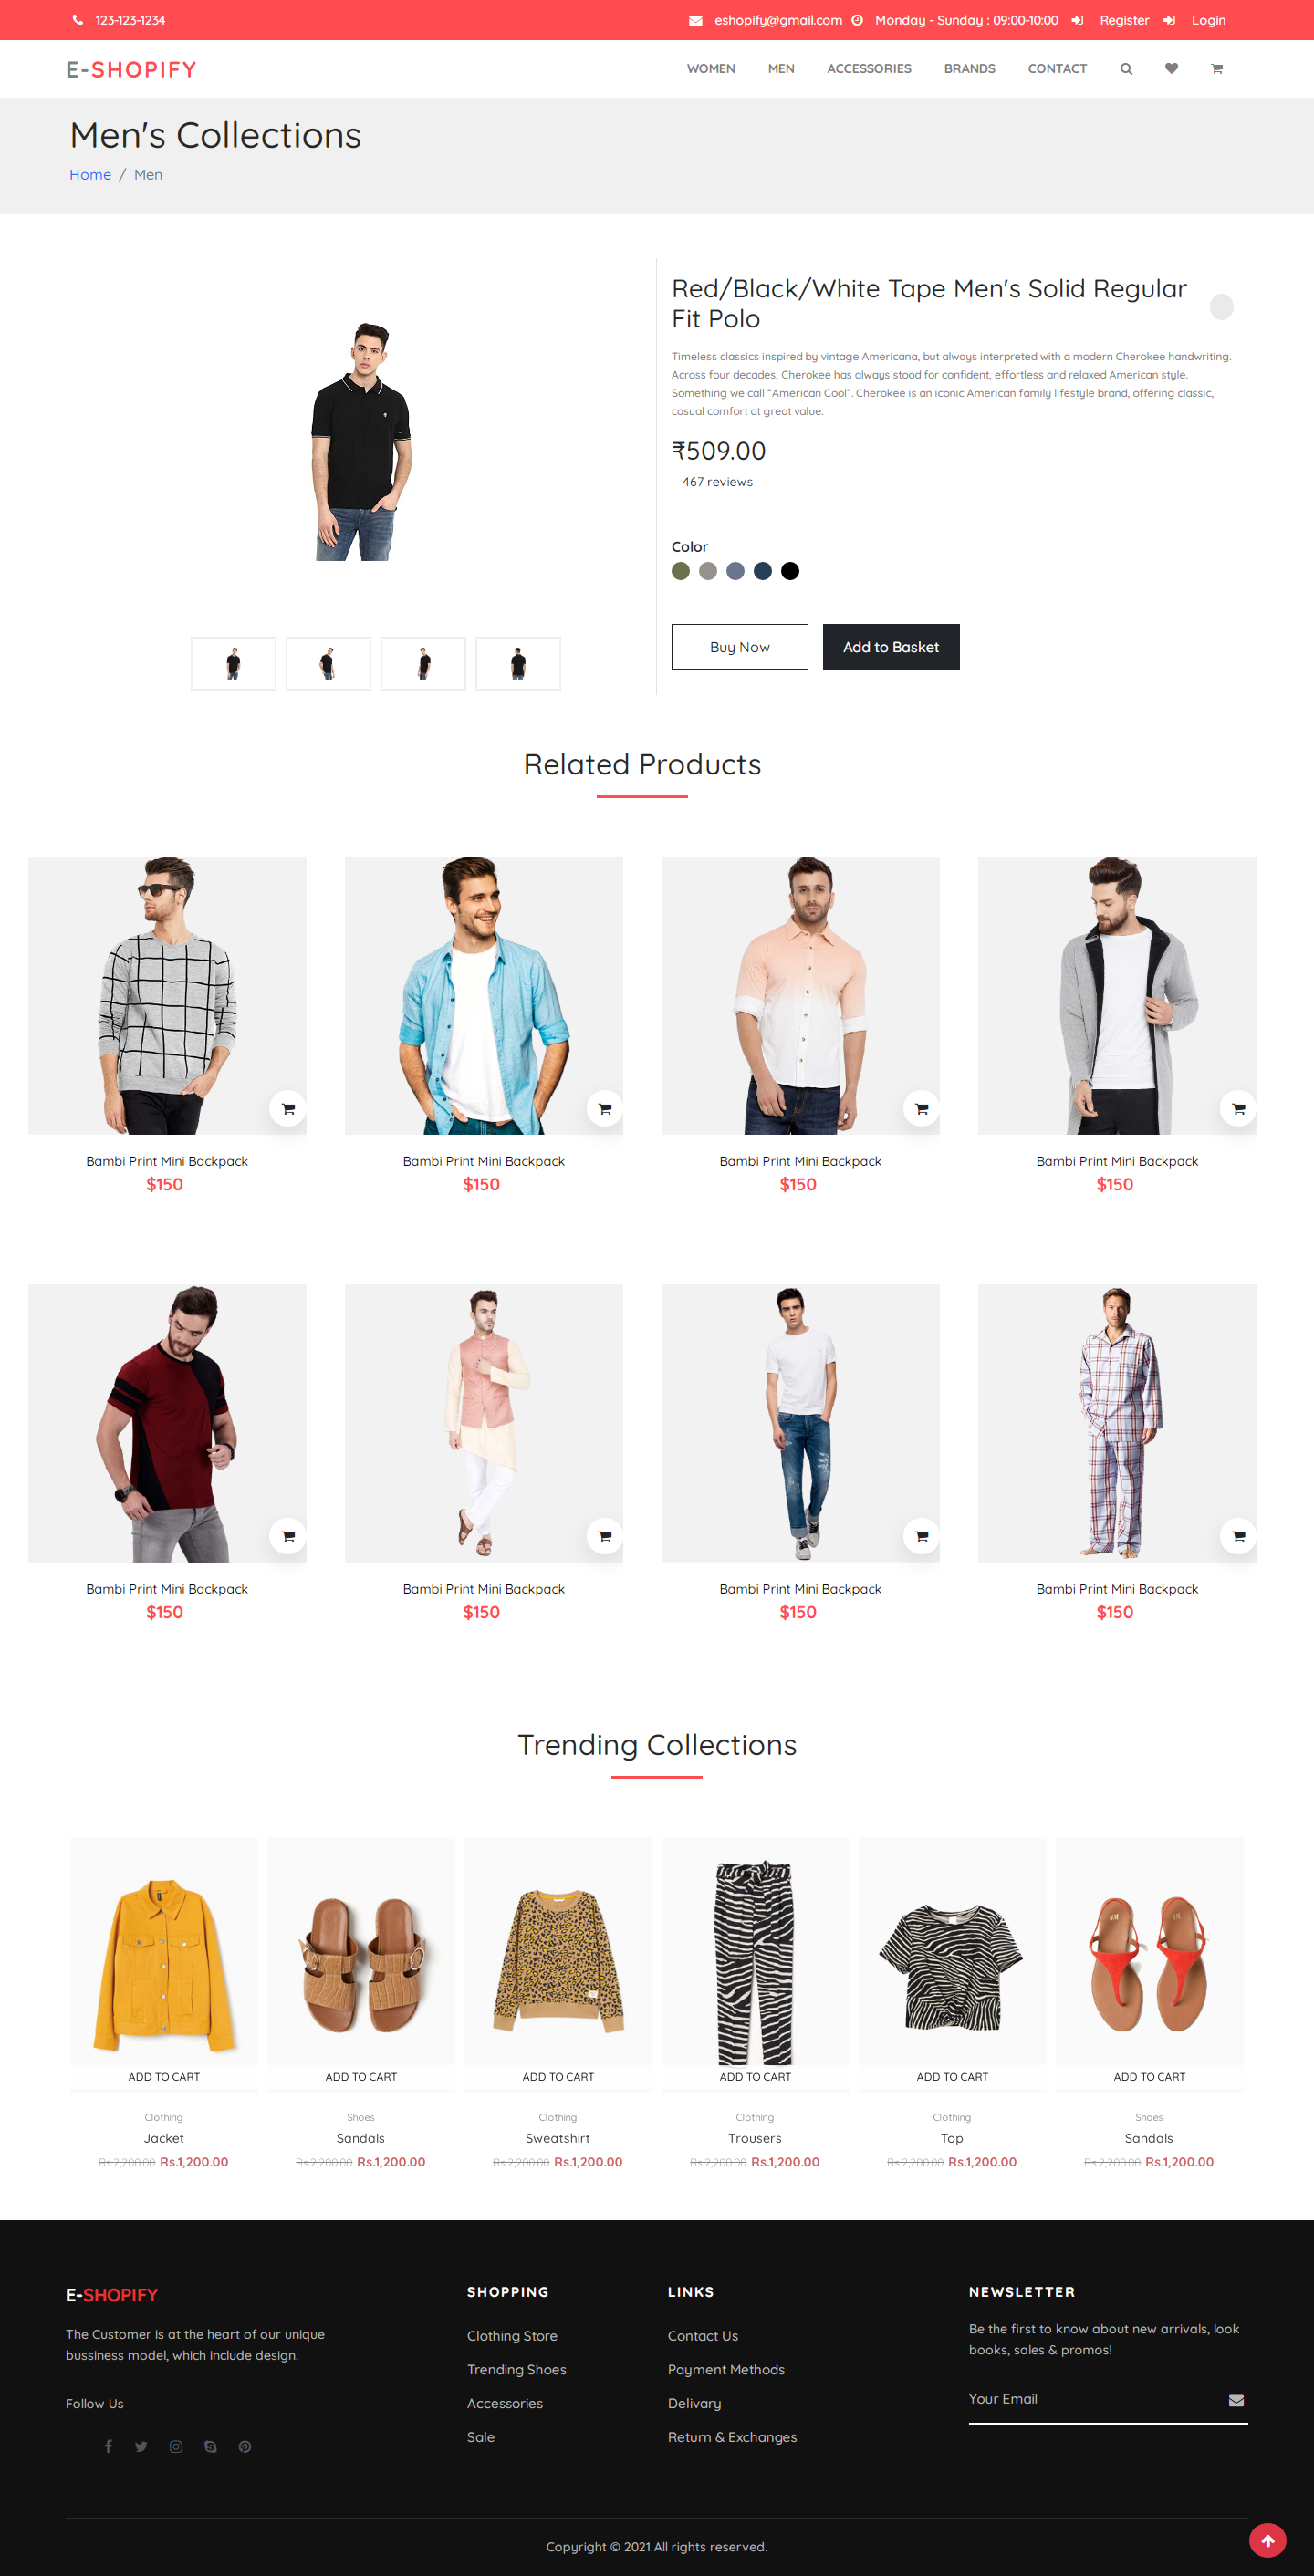 123-123-1234
eshopify@gmail.com Monday - Sunday : 09:00-10:00 Register Login
E-SHOPIFY
WOMEN MEN ACCESSORIES BRANDS CONTACT
Men's Collections
Home / Men
Red/Black/White Tape Men's Solid Regular
Fit Polo
Timeless classics inspired by vintage Americana, but always interpreted with a modern Cherokee handwriting.
Across four decades, Cherokee has always stood for confident, effortless and relaxed American style.
Something we call "American Cool". Cherokee is an iconic American family lifestyle brand, offering classic,
casual comfort at great value.
₹509.00
467 reviews
Color
Buy Now Add to Basket
Related Products
Bambi Print Mini Backpack Bambi Print Mini Backpack Bambi Print Mini Backpack Bambi Print Mini Backpack
$150 $150 $150 $150
Bambi Print Mini Backpack Bambi Print Mini Backpack Bambi Print Mini Backpack Bambi Print Mini Backpack
$150 $150 $150 $150
Trending Collections
ADD TO CART ADD TO CART ADD TO CART ADD TO CART ADD TO CART ADD TO CART
Clothing Shoes Clothing Clothing Clothing Shoes
Jacket Sandals Sweatshirt Trousers Top Sandals
Rs.2,200.00 Rs.1,200.00 Rs.2,200.00 Rs.1,200.00 Rs.2,200.00 Rs.1,200.00 Rs.2,200.00 Rs.1,200.00 Rs.2,200.00 Rs.1,200.00 Rs.2,200.00 Rs.1,200.00
E-SHOPIFY
The Customer is at the heart of our unique
bussiness model, which include design.
Follow Us
SHOPPING
Clothing Store
Trending Shoes
Accessories
Sale
LINKS
Contact Us
Payment Methods
Delivary
Return & Exchanges
NEWSLETTER
Be the first to know about new arrivals, look
books, sales & promos!
Your Email
Copyright © 2021 All rights reserved.